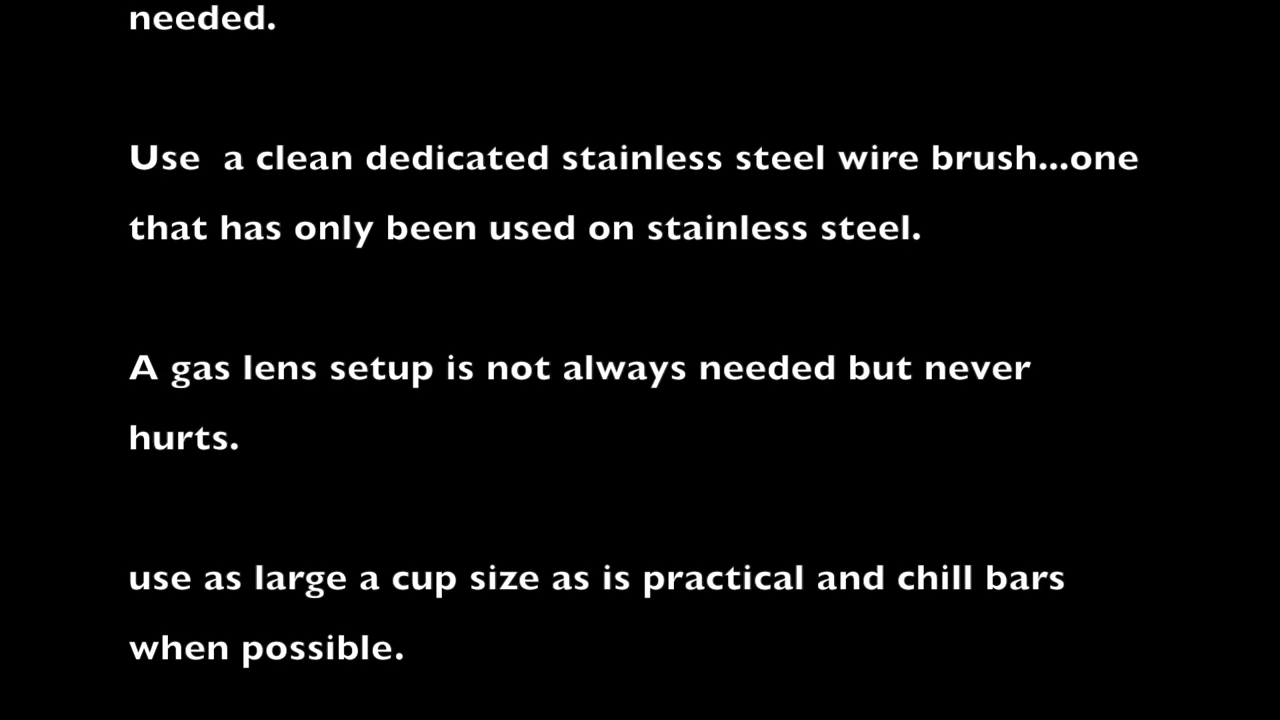 needed.
Use  a clean dedicated stainless steel wire brush...one
that has only been used on stainless steel.
A gas lens setup is not always needed but never
hurts.
use as large a cup size as is practical and chill bars
when possible.